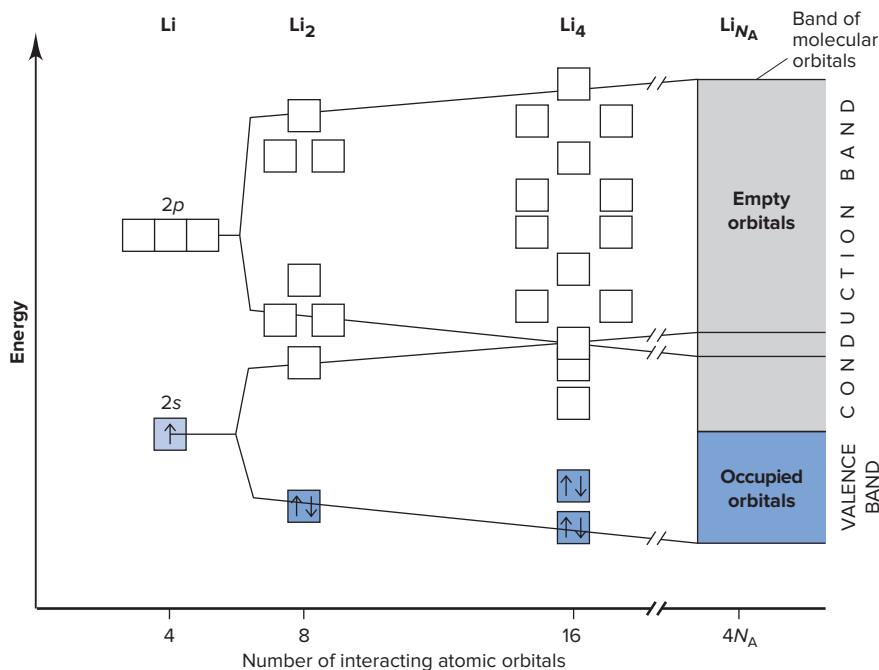 Li
Li2
Li4
LiNA
Band of
molecular
orbitals
Energy
2p
2s
↑
↑↓
↑↓
↑↓
Empty
orbitals
Occupied
orbitals
CONDUCTION BAND
VALENCE
BAND
4
8
16
4NA
Number of interacting atomic orbitals